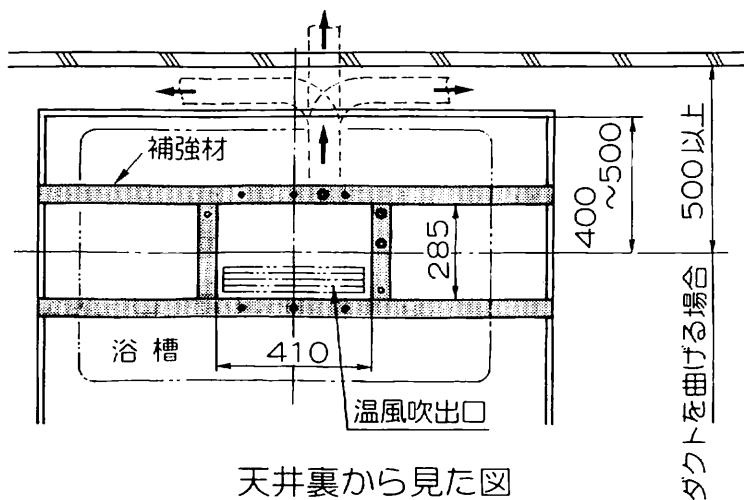 補強材
400
～500
500以上
285
浴槽
410
ダクトを曲げる場合
温風吹出口
天井裏から見た図